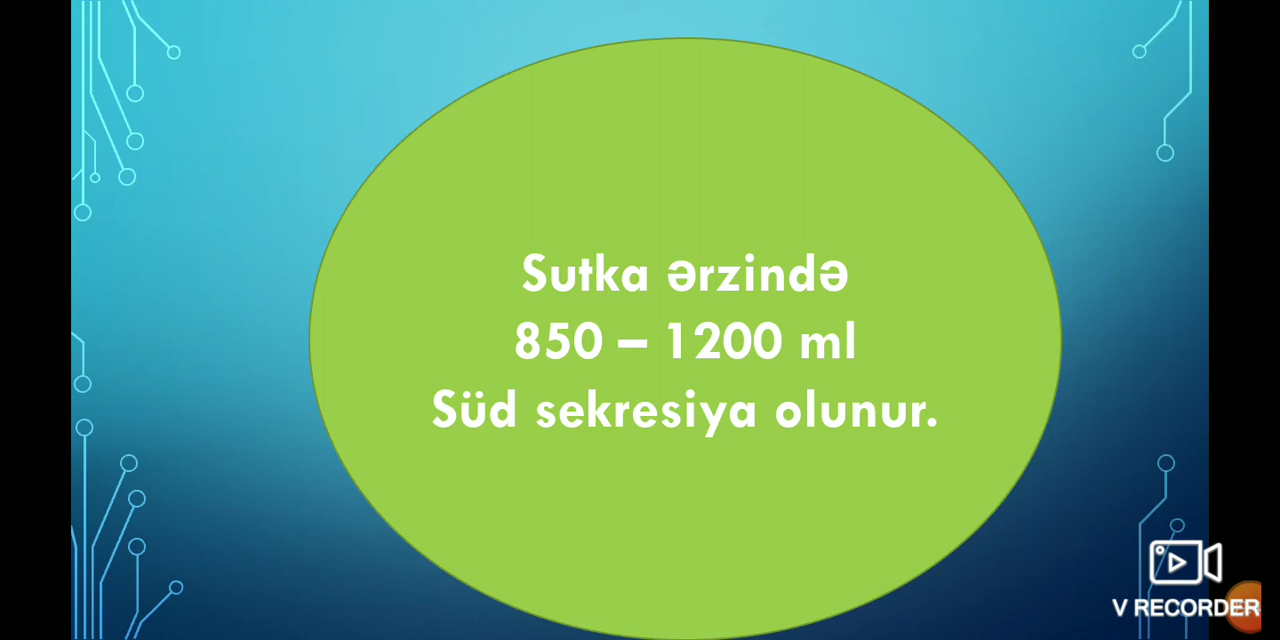 Sutka ərzində
850 – 1200 ml
Süd sekresiya olunur.
V RECORDER